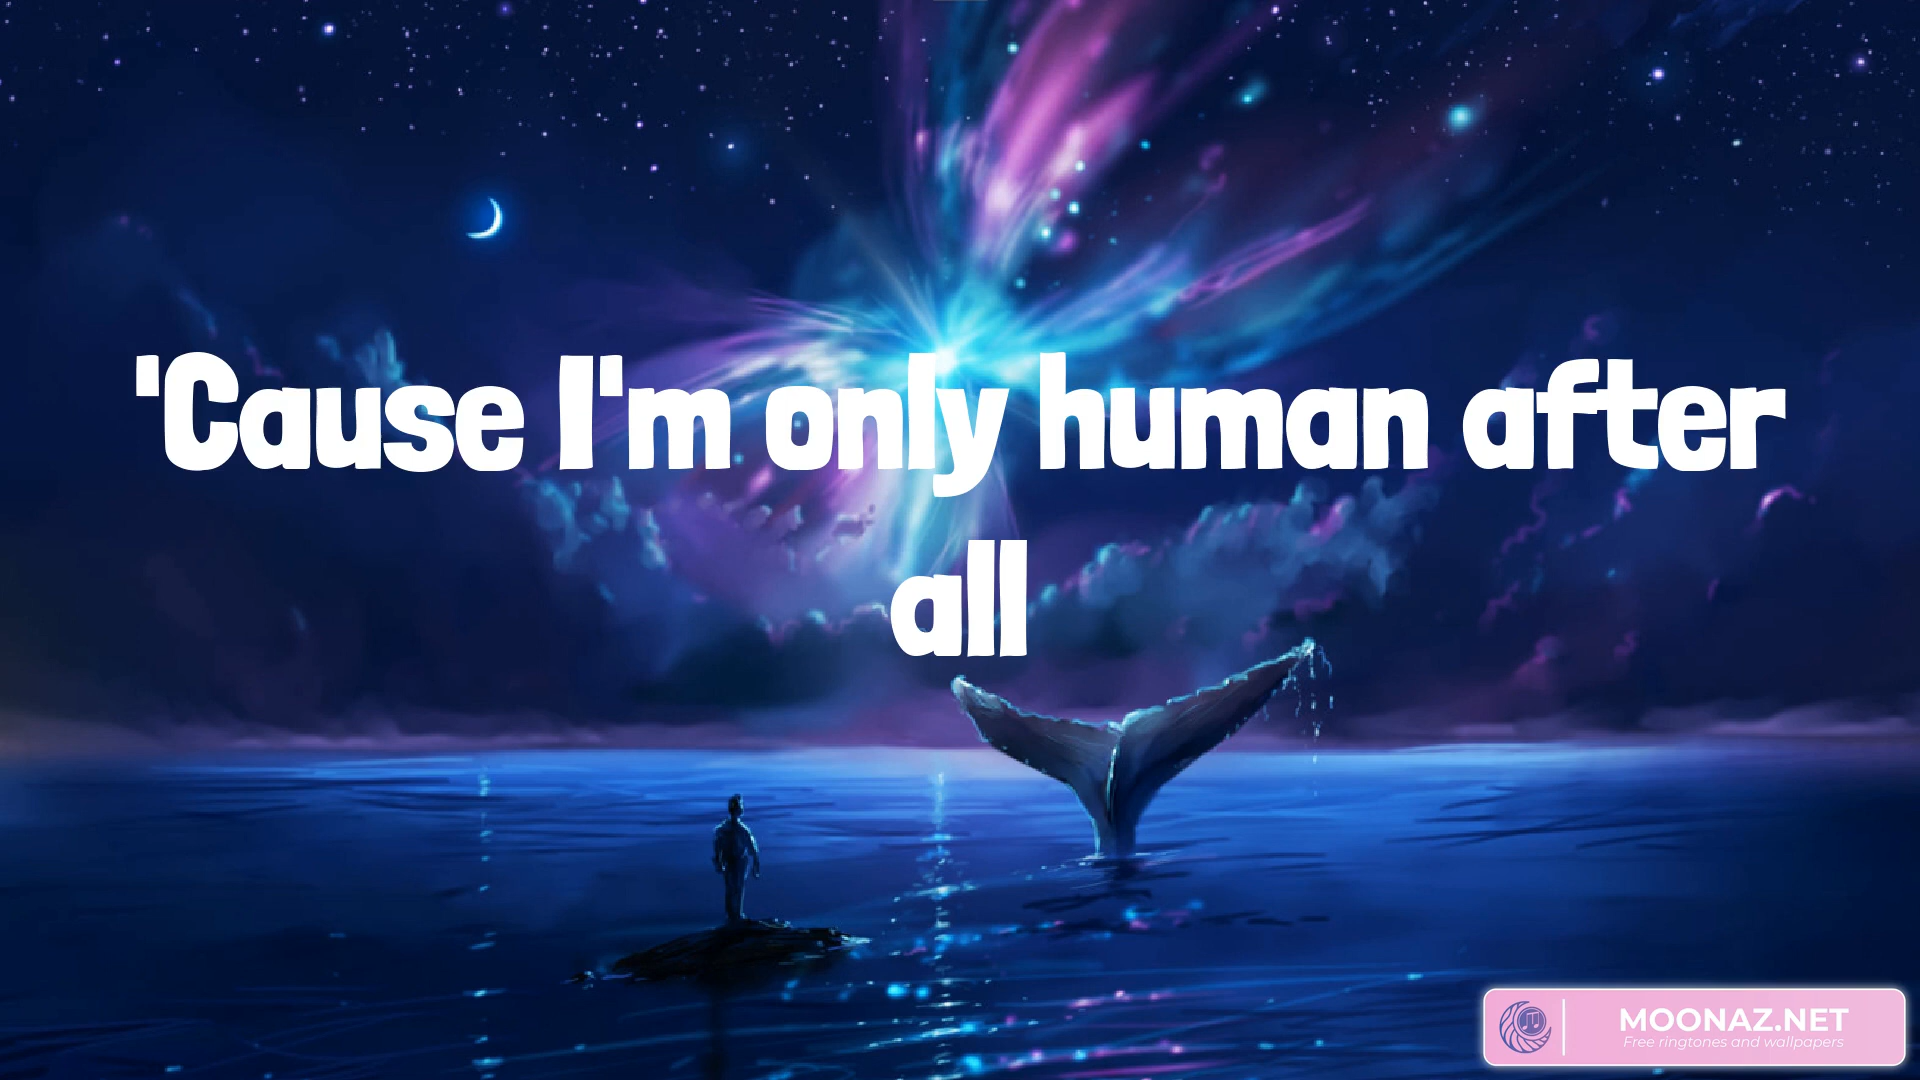 'Cause I'm only human after
all
MOONAZ.NET
Free ringtones and wallpapers